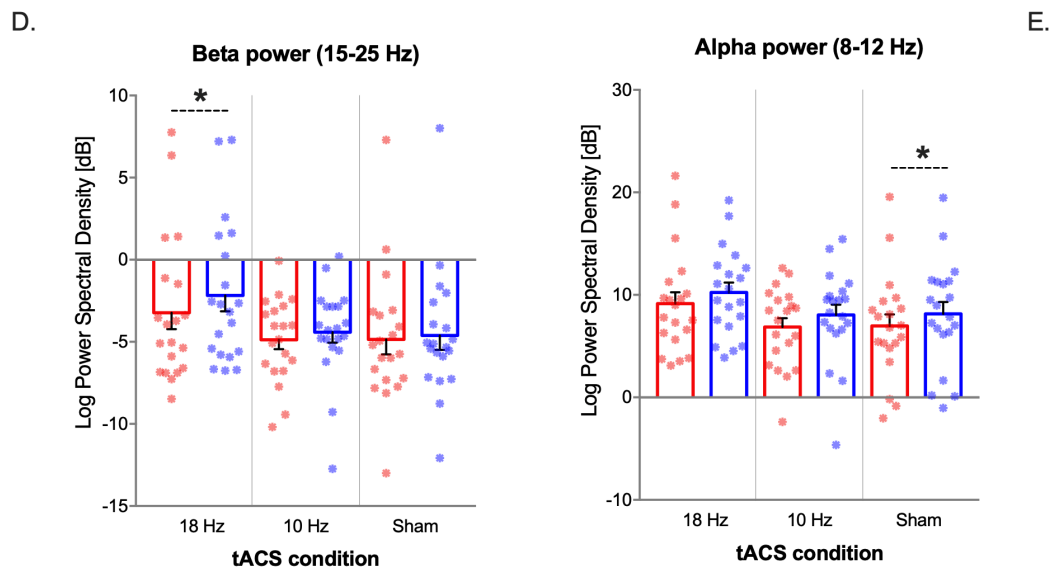 D.
Beta power (15-25 Hz)
*
Log Power Spectral Density [dB]
10
5
0
-5
-10
-15
18 Hz
10 Hz
Sham
tACS condition
E.
Alpha power (8-12 Hz)
*
Log Power Spectral Density [dB]
30
20
10
0
-10
18 Hz
10 Hz
Sham
tACS condition